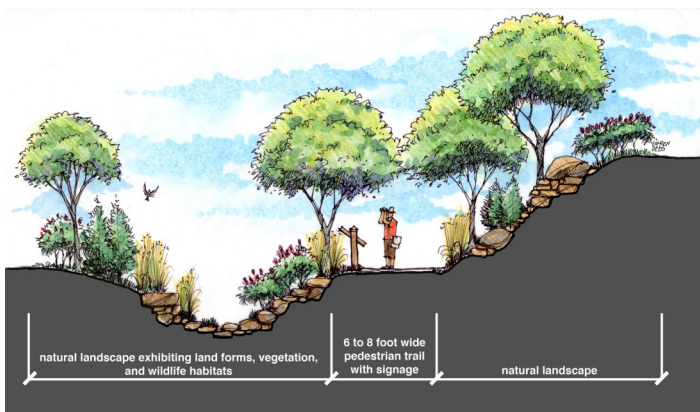 natural landscape exhibiting land forms, vegetation,
and wildlife habitats
6 to 8 foot wide
pedestrian trail
with signage
natural landscape